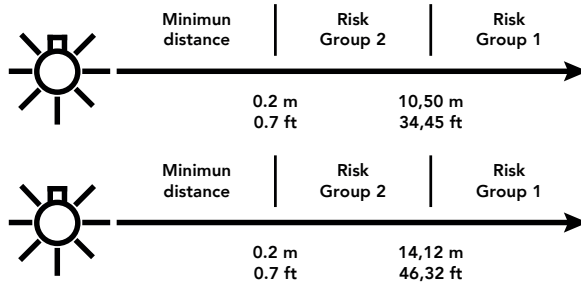 Minimun Risk Risk
distance Group 2 Group 1
0.2 m 10,50 m
0.7 ft 34,45 ft
Minimun Risk Risk
distance Group 2 Group 1
0.2 m 14,12 m
0.7 ft 46,32 ft